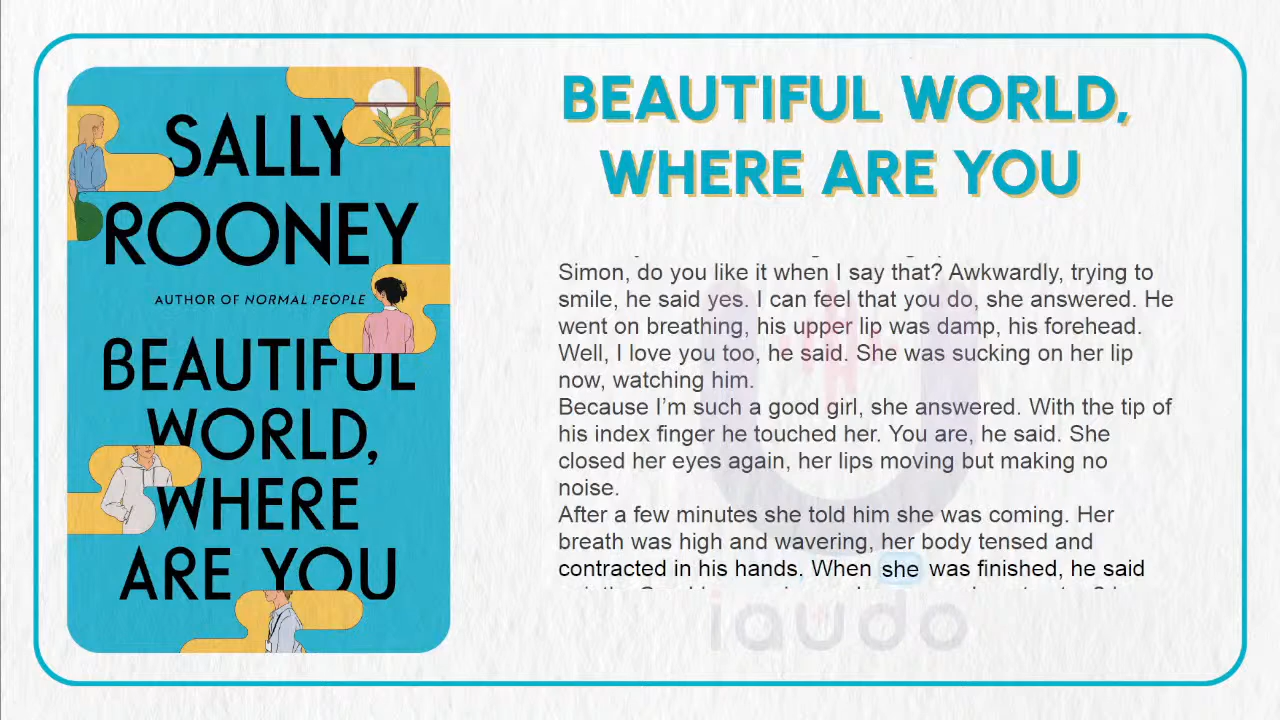 SALLY
ROONEY
AUTHOR OF NORMAL PEOPLE
BEAUTIFUL
WORLD,
WHERE
ARE YOU
BEAUTIFUL WORLD,
WHERE ARE YOU
Simon, do you like it when I say that? Awkwardly, trying to
smile, he said yes. I can feel that you do, she answered. He
went on breathing, his upper lip was damp, his forehead.
Well, I love you too, he said. She was sucking on her lip
now, watching him.
Because I’m such a good girl, she answered. With the tip of
his index finger he touched her. You are, he said. She
closed her eyes again, her lips moving but making no
noise.
After a few minutes she told him she was coming. Her
breath was high and wavering, her body tensed and
contracted in his hands. When she was finished, he said
iaudo